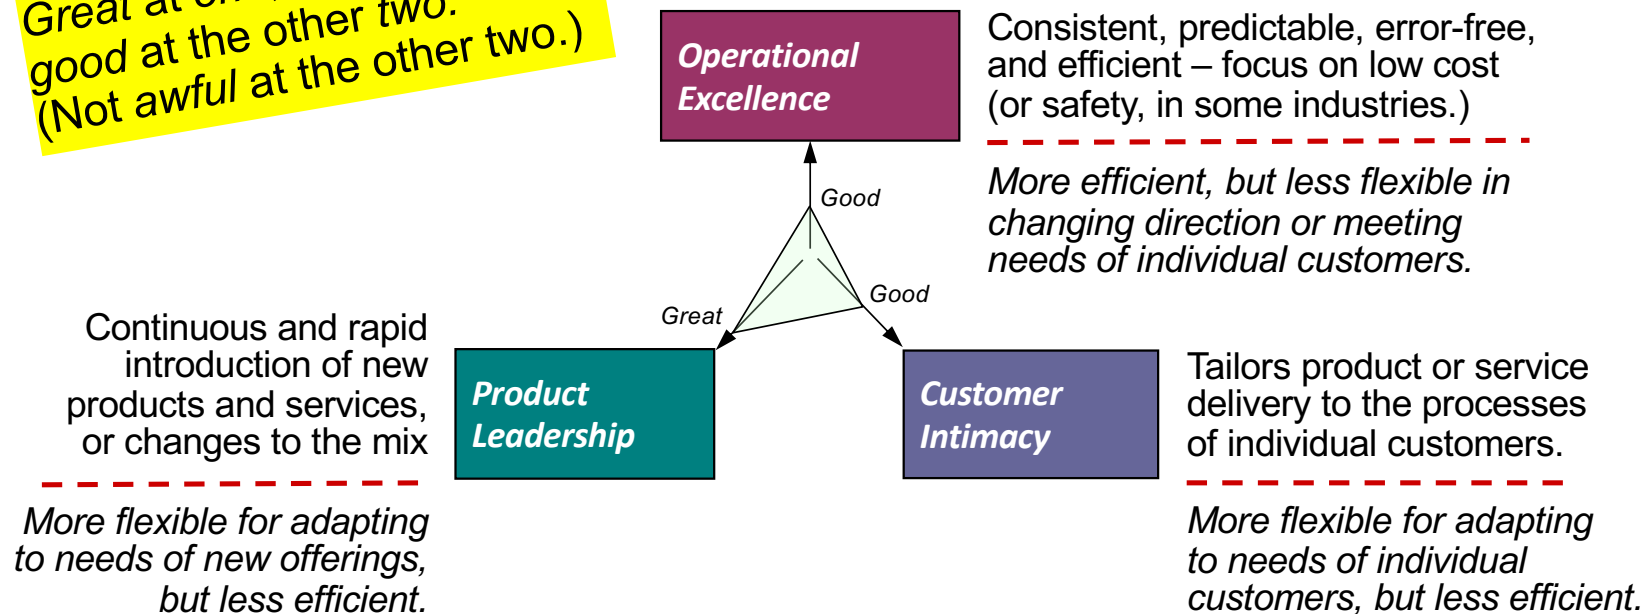 Great at
good at the other two.
(Not awful at the other two.)
Operational
Excellence
Consistent, predictable, error-free,
and efficient – focus on low cost
(or safety, in some industries.)
More efficient, but less flexible in
changing direction or meeting
needs of individual customers.
Good
Good
Great
Continuous and rapid
introduction of new
products and services,
or changes to the mix
More flexible for adapting
to needs of new offerings,
but less efficient.
Product
Leadership
Customer
Intimacy
Tailors product or service
delivery to the processes
of individual customers.
More flexible for adapting
to needs of individual
customers, but less efficient.